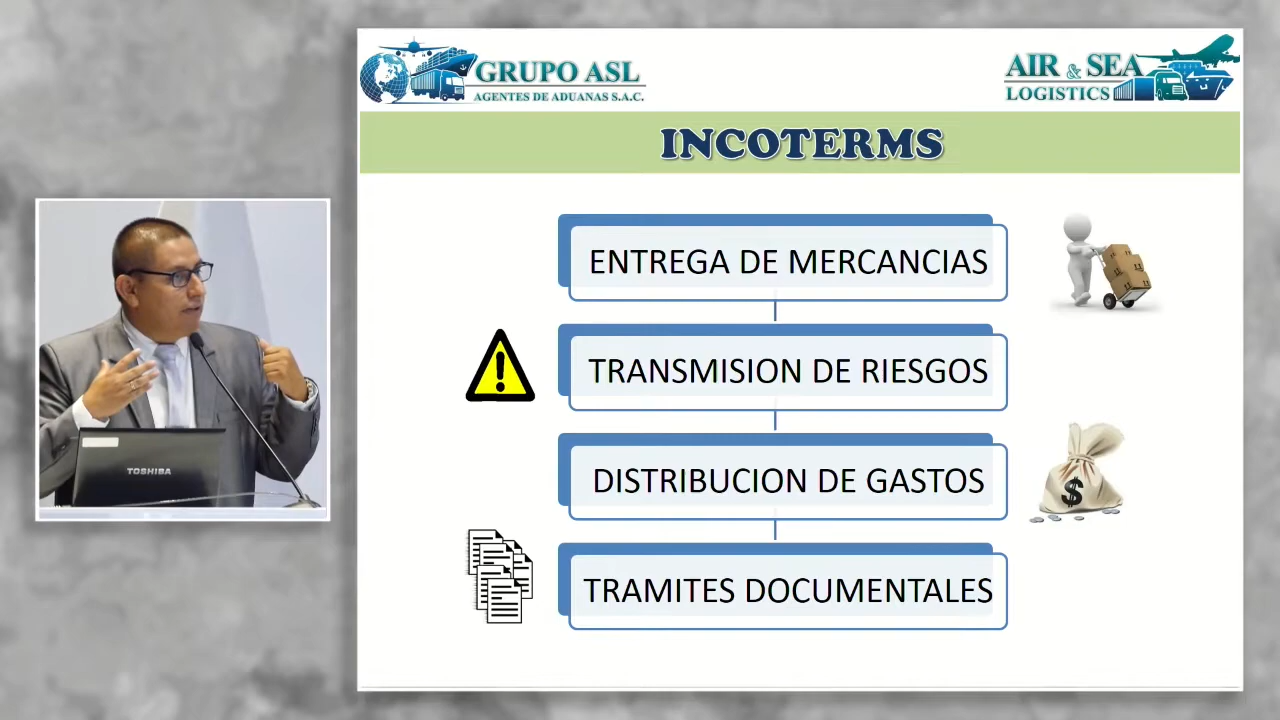 GRUPO ASL
AGENTES DE ADUANAS S.A.C.
AIR & SEA
LOGISTICS
INCOTERMS
ENTREGA DE MERCANCIAS
TRANSMISION DE RIESGOS
DISTRIBUCION DE GASTOS
TRAMITES DOCUMENTALES
TOSHIBA
$